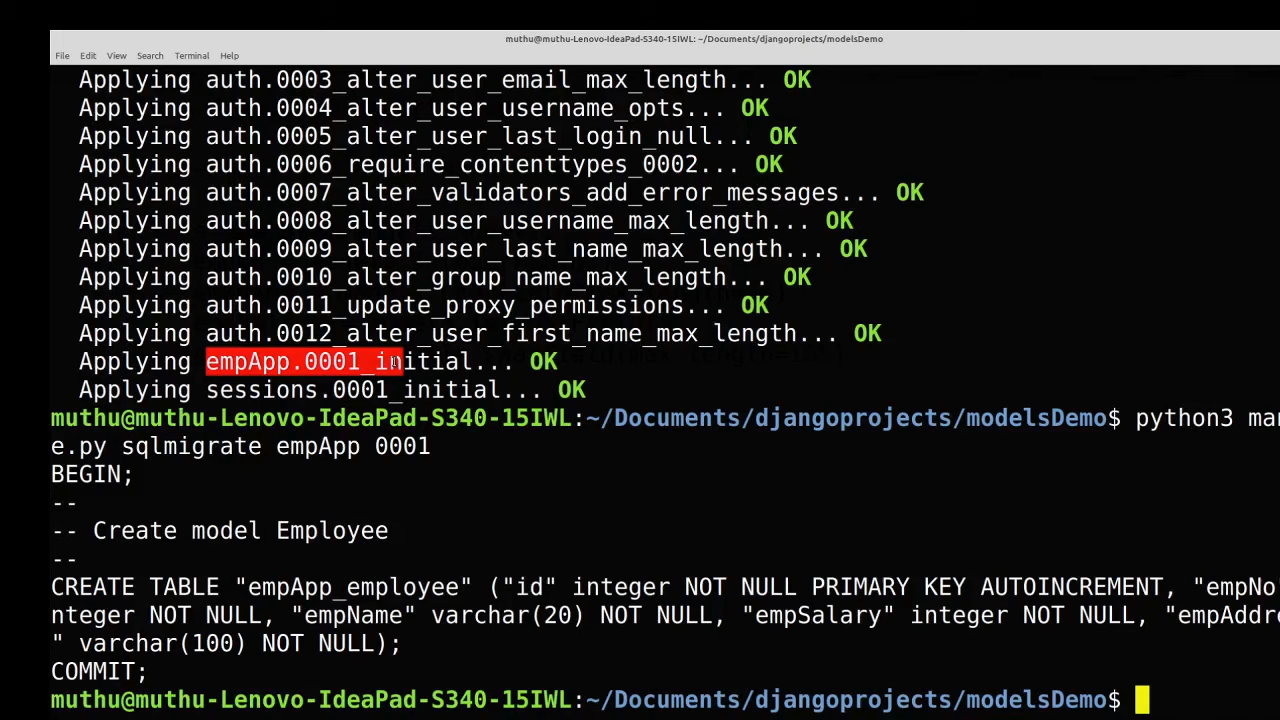 muthu@muthu-Lenovo-IdeaPad-S340-15IWL: ~/Documents/djangoprojects/modelsDemo
File Edit View Search Terminal Help
Applying auth.0003_alter_user_email_max_length... OK
Applying auth.0004_alter_user_username_opts... OK
Applying auth.0005_alter_user_last_login_null... OK
Applying auth.0006_require_contenttypes_0002... OK
Applying auth.0007_alter_validators_add_error_messages... OK
Applying auth.0008_alter_user_username_max_length... OK
Applying auth.0009_alter_user_last_name_max_length... OK
Applying auth.0010_alter_group_name_max_length... OK
Applying auth.0011_update_proxy_permissions... OK
Applying auth.0012_alter_user_first_name_max_length... OK
Applying empApp.0001_initial... OK
Applying sessions.0001_initial... OK
muthu@muthu-Lenovo-IdeaPad-S340-15IWL:~/Documents/djangoprojects/modelsDemo$ python3 man
e.py sqlmigrate empApp 0001
BEGIN;
--
-- Create model Employee
--
CREATE TABLE "empApp_employee" ("id" integer NOT NULL PRIMARY KEY AUTOINCREMENT, "empNo
nteger NOT NULL, "empName" varchar(20) NOT NULL, "empSalary" integer NOT NULL, "empAddre
" varchar(100) NOT NULL);
COMMIT;
muthu@muthu-Lenovo-IdeaPad-S340-15IWL:~/Documents/djangoprojects/modelsDemo$